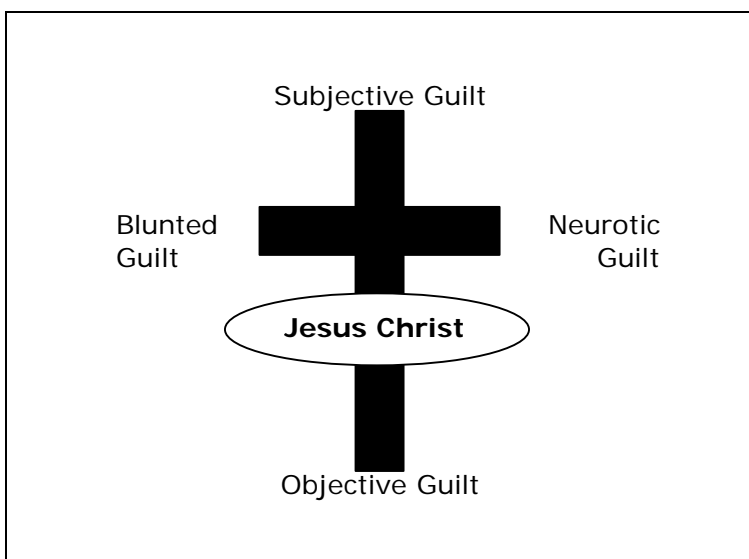 Subjective Guilt
Blunted
Guilt
Neurotic
Guilt
Jesus Christ
Objective Guilt